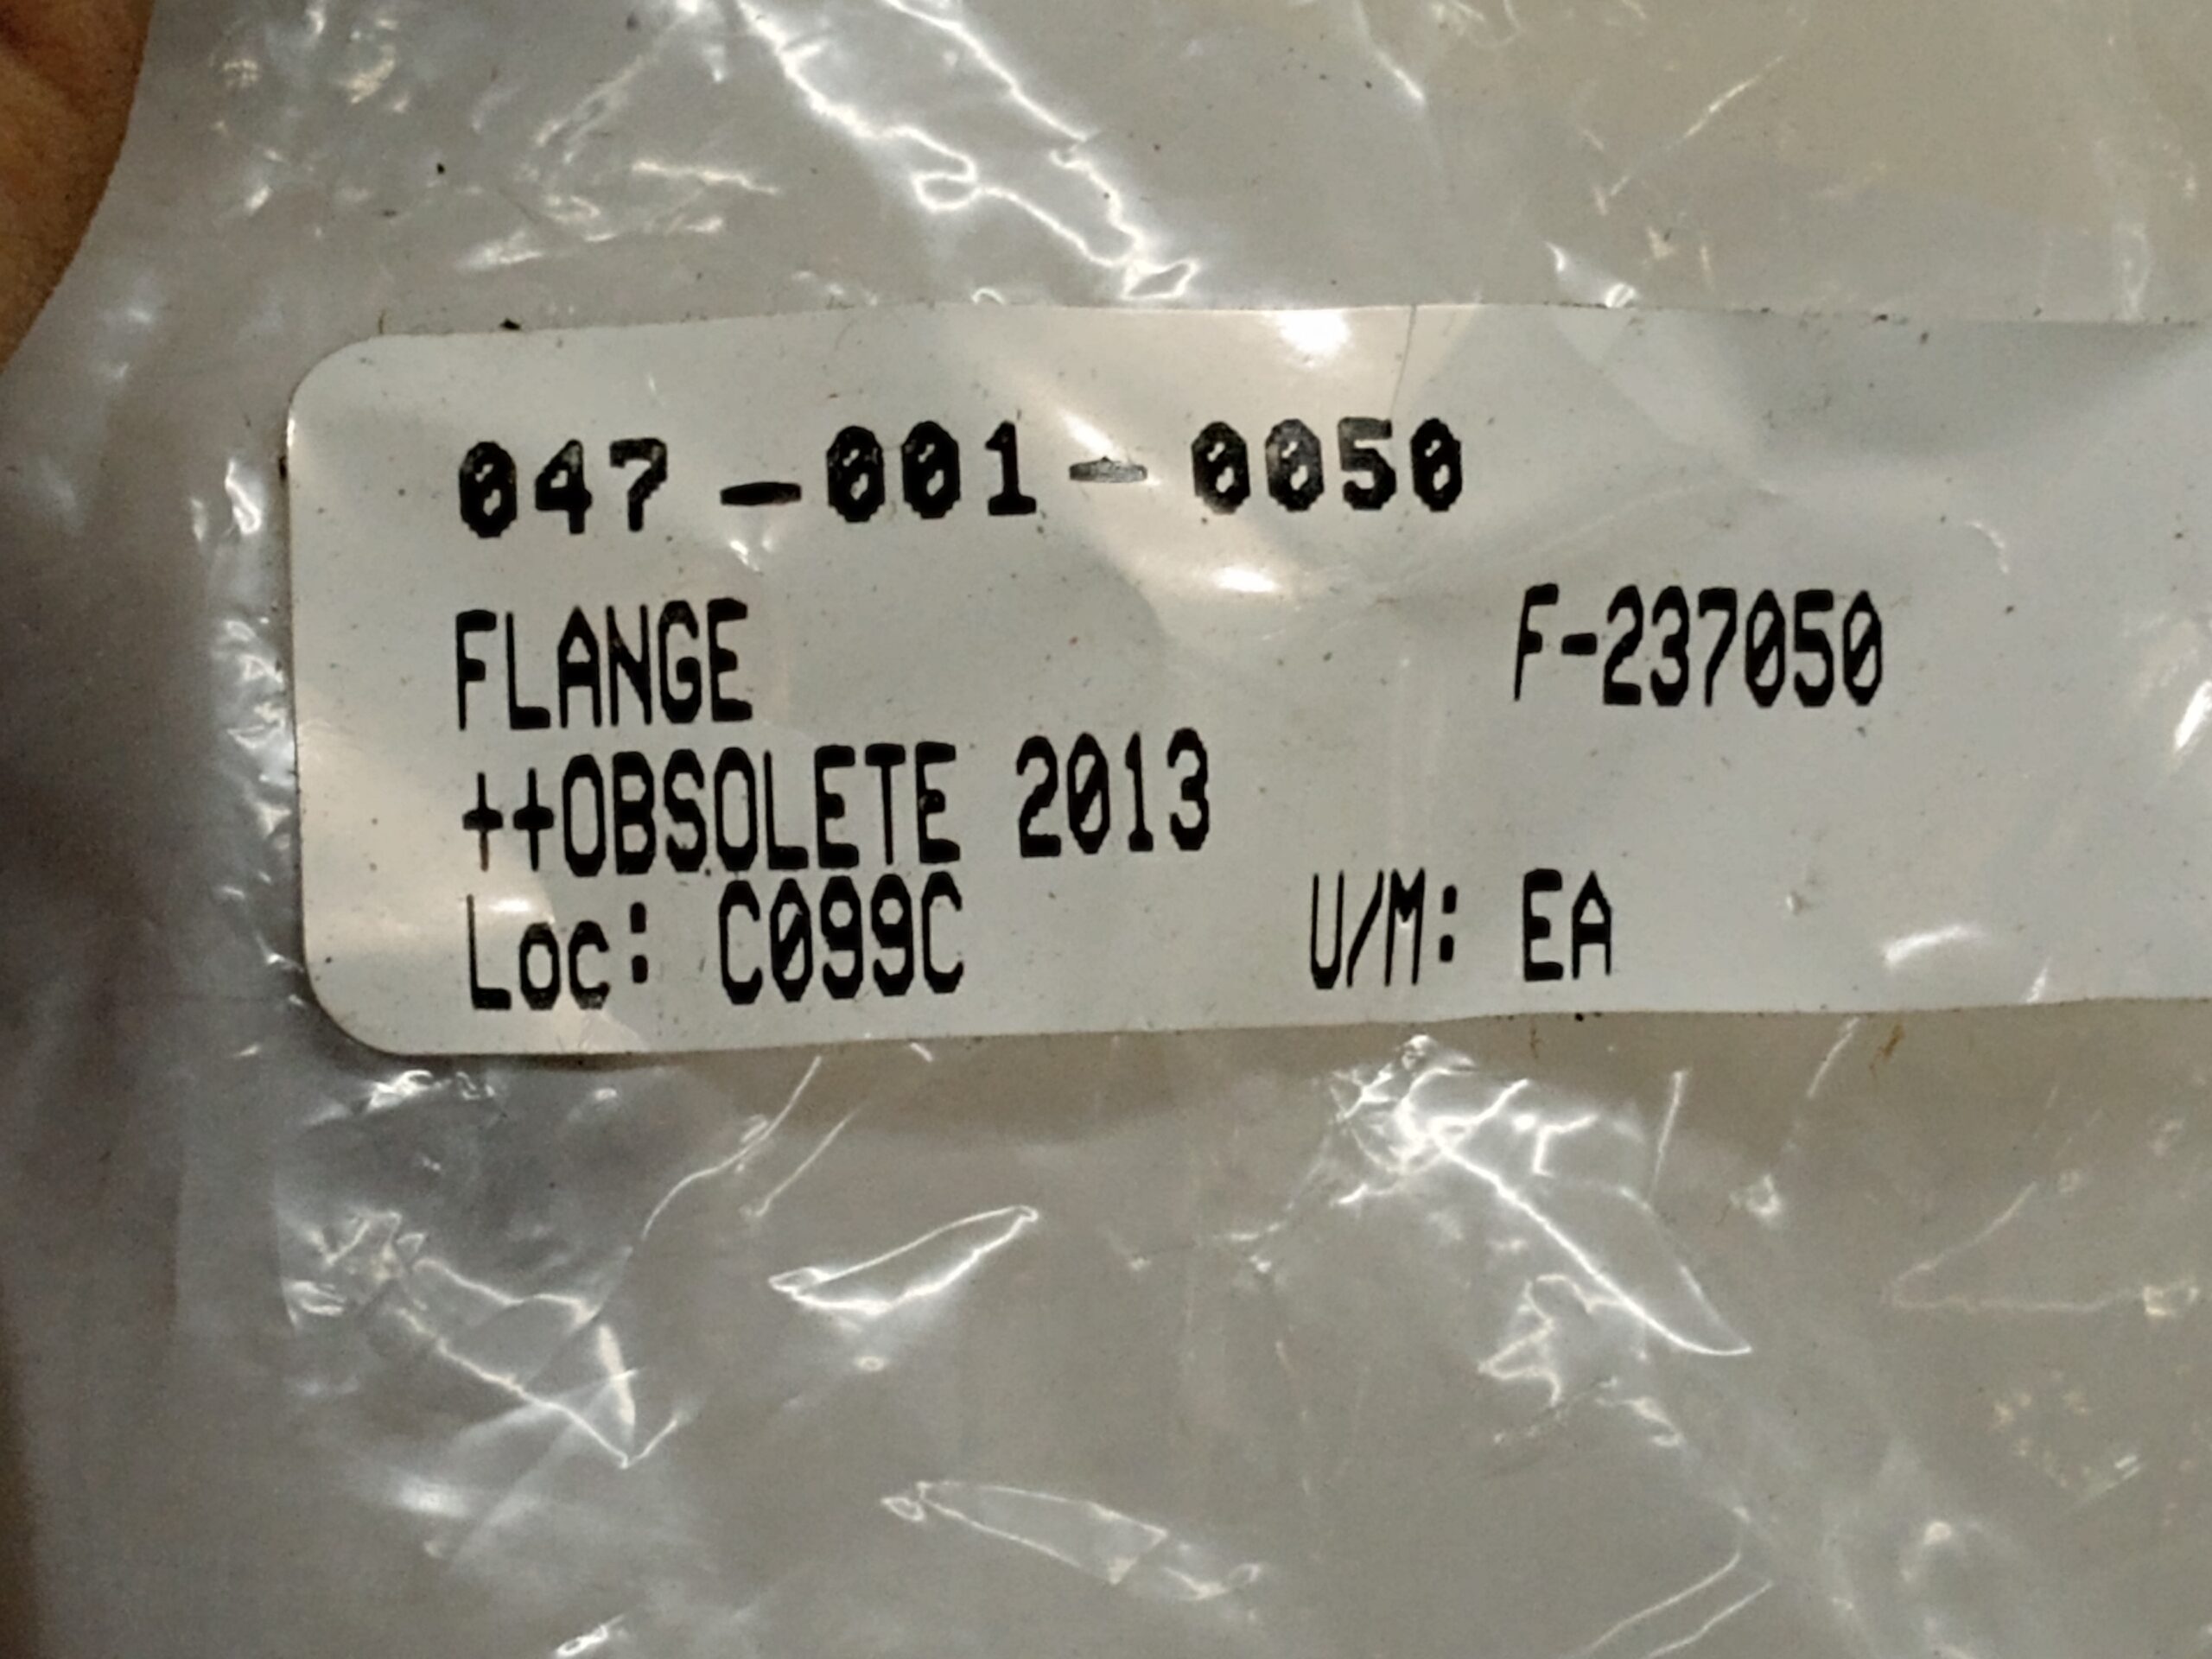 047-001-0050
FLANGE F-237050
++OBSOLETE 2013
Loc: C099C U/M: EA